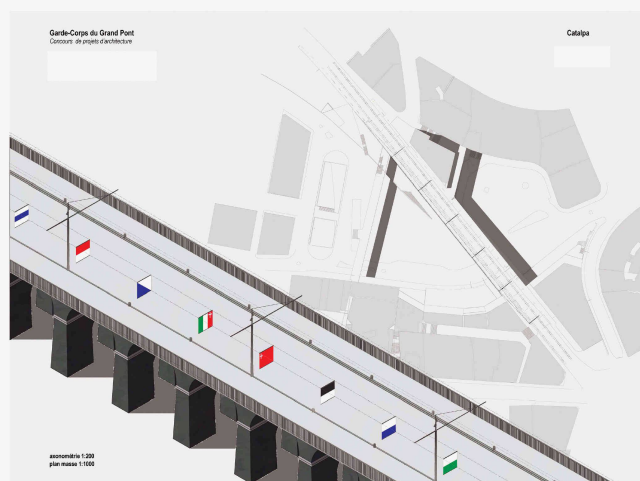 Garde-Corps du Grand Pont
Concours de projets d'architecture
Catalpa
axonométrie 1:200
plan masse 1:1000